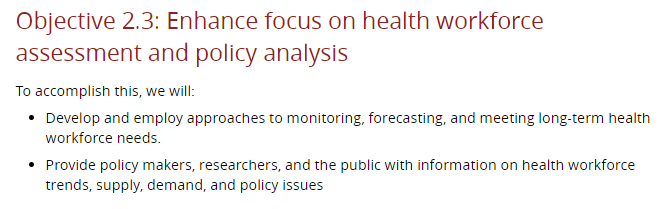 Objective 2.3: Enhance focus on health workforce
assessment and policy analysis
To accomplish this, we will:
• Develop and employ approaches to monitoring, forecasting, and meeting long-term health
workforce needs.
• Provide policy makers, researchers, and the public with information on health workforce
trends, supply, demand, and policy issues